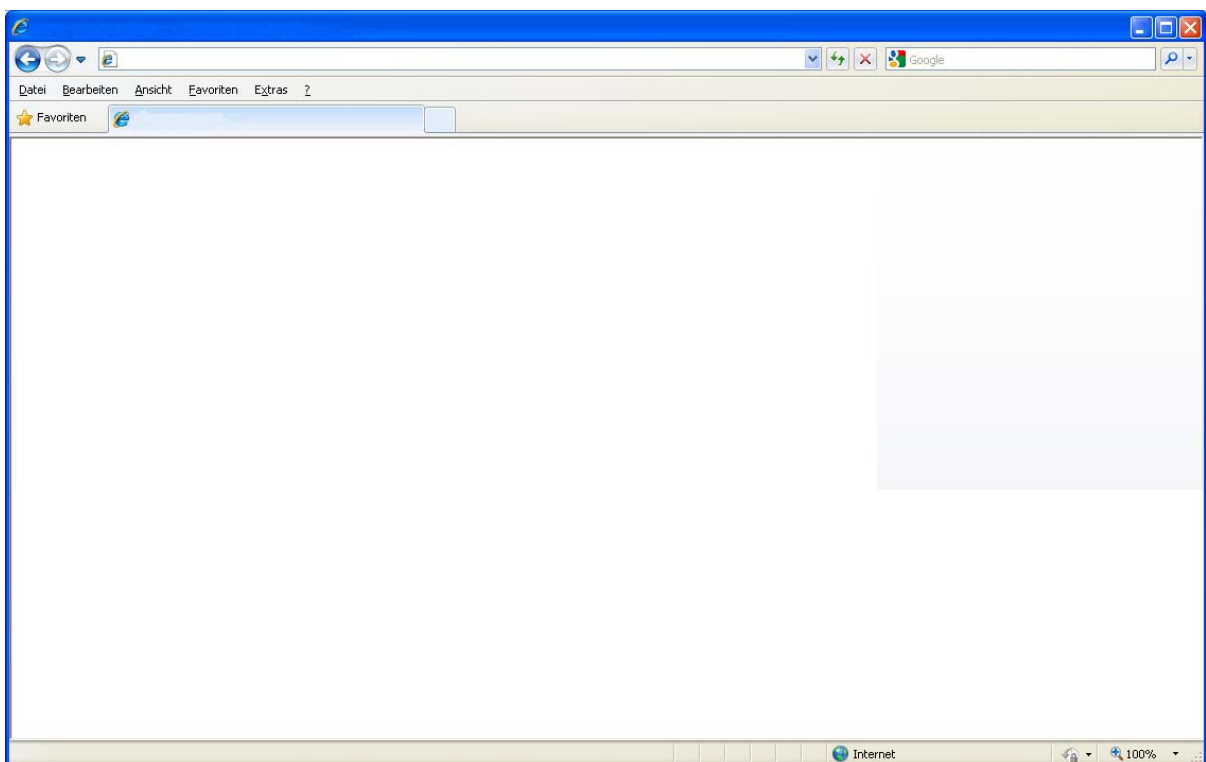 Google
Datei Bearbeiten Ansicht Favoriten Extras ?
Favoriten
Internet 100%